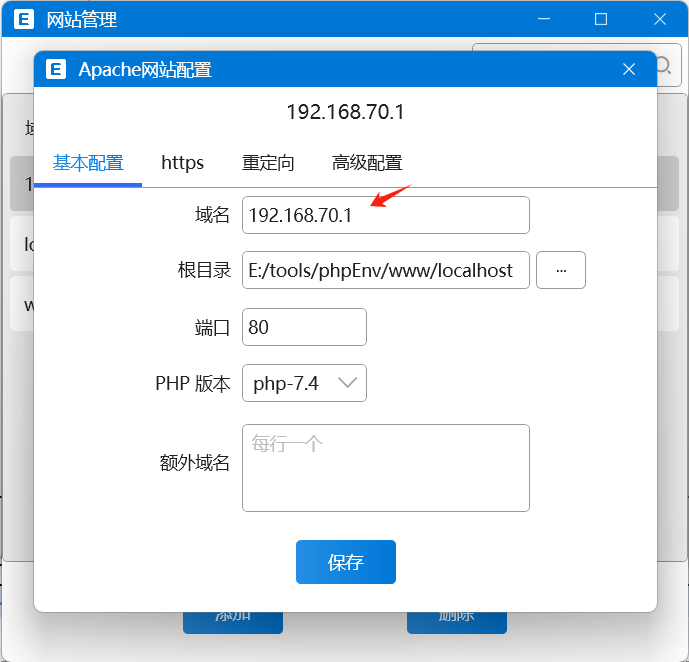 E 网站管理
E Apache网站配置
192.168.70.1
基本配置 https 重定向 高级配置
域名 192.168.70.1
根目录 E:/tools/phpEnv/www/localhost ...
端口 80
PHP 版本 php-7.4
额外域名 每行一个
保存
添加 删除